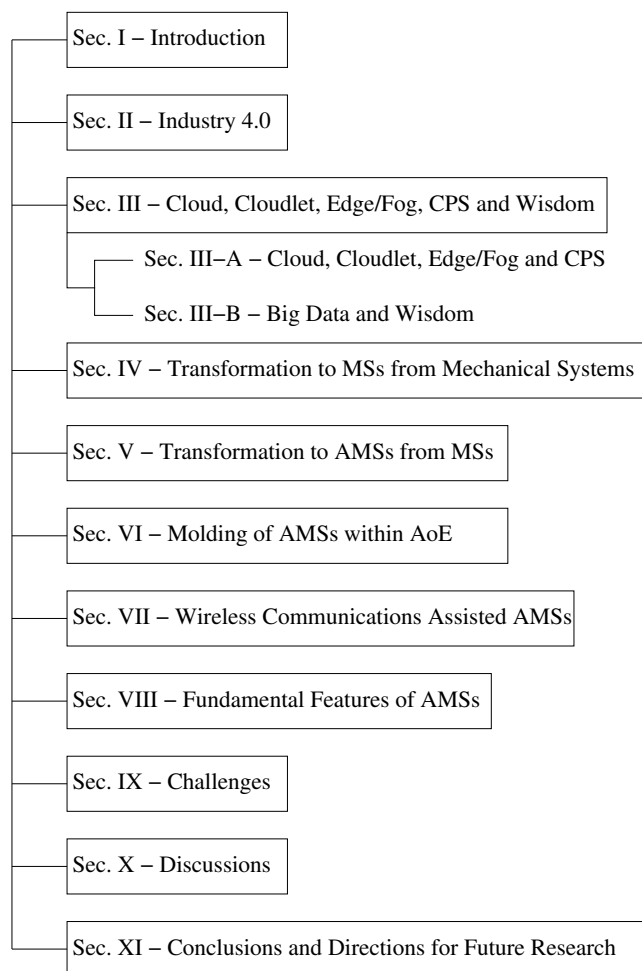 Sec. I − Introduction
Sec. II − Industry 4.0
Sec. III − Cloud, Cloudlet, Edge/Fog, CPS and Wisdom
Sec. III−A − Cloud, Cloudlet, Edge/Fog and CPS
Sec. III−B − Big Data and Wisdom
Sec. IV − Transformation to MSs from Mechanical Systems
Sec. V − Transformation to AMSs from MSs
Sec. VI − Molding of AMSs within AoE
Sec. VII − Wireless Communications Assisted AMSs
Sec. VIII − Fundamental Features of AMSs
Sec. IX − Challenges
Sec. X − Discussions
Sec. XI − Conclusions and Directions for Future Research